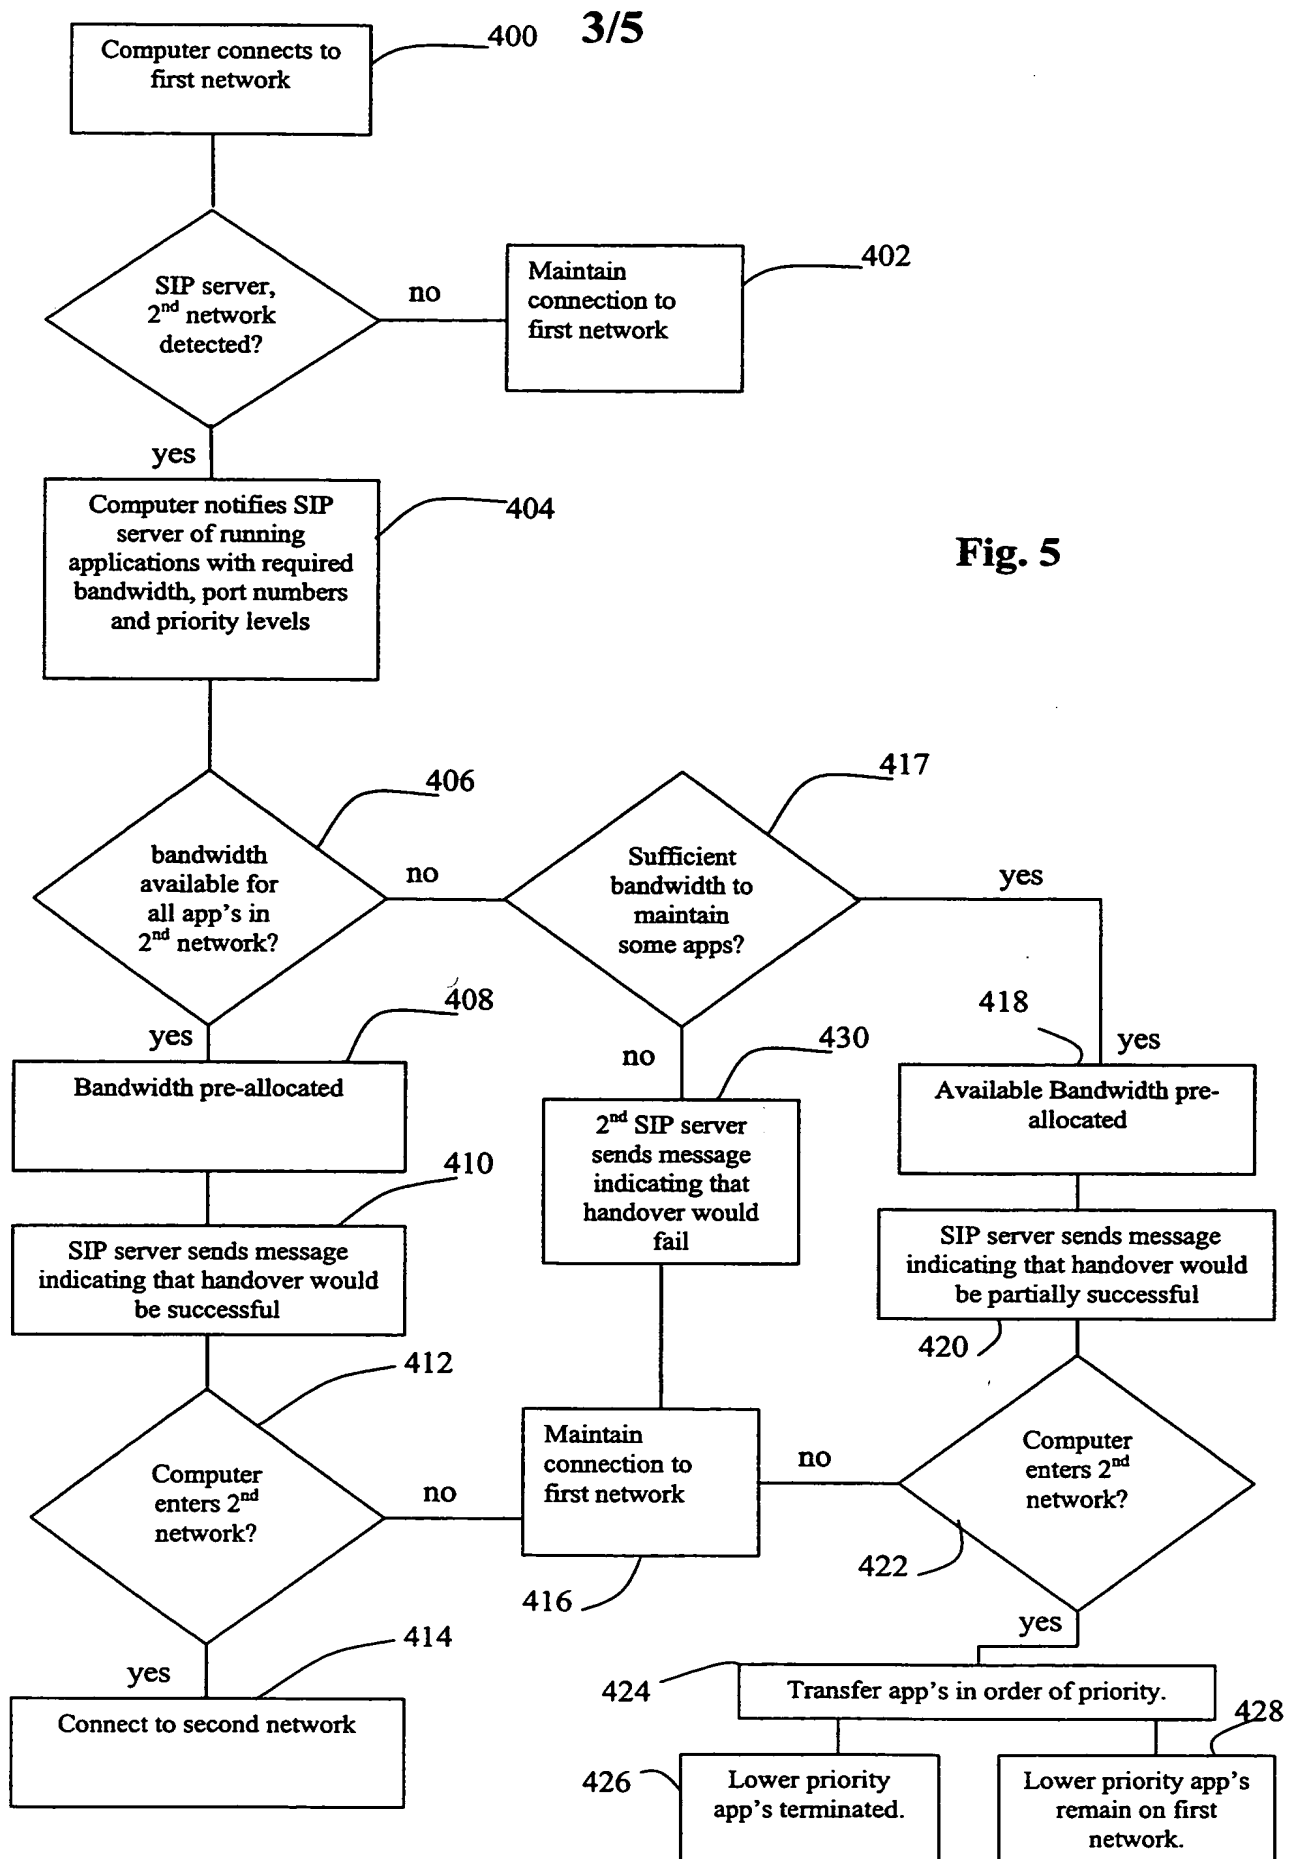 3/5
400
Computer connects to
first network
402
SIP server,
2nd network
detected?
no
Maintain
connection to
first network
yes
404
Computer notifies SIP
server of running
applications with required
bandwidth, port numbers
and priority levels
Fig. 5
406
417
bandwidth
available for
all app's in
2nd network?
no
Sufficient
bandwidth to
maintain
some apps?
yes
408
yes
Bandwidth pre-allocated
430
no
2nd SIP server
sends message
indicating that
handover would
fail
418
yes
Available Bandwidth pre-
allocated
410
SIP server sends message
indicating that handover would
be successful
SIP server sends message
indicating that handover would
be partially successful
420
412
Computer
enters 2nd
network?
no
Maintain
connection to
first network
416
no
Computer
enters 2nd
network?
422
yes
414
yes
Connect to second network
424
Transfer app's in order of priority.
426
Lower priority
app's terminated.
428
Lower priority app's
remain on first
network.